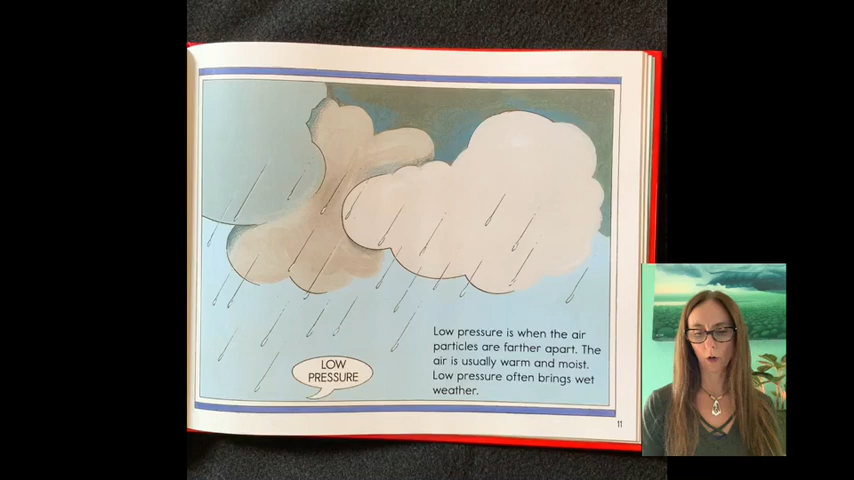 Low pressure is when the air
particles are farther apart. The
air is usually warm and moist.
Low pressure often brings wet
weather.
LOW
PRESSURE
11